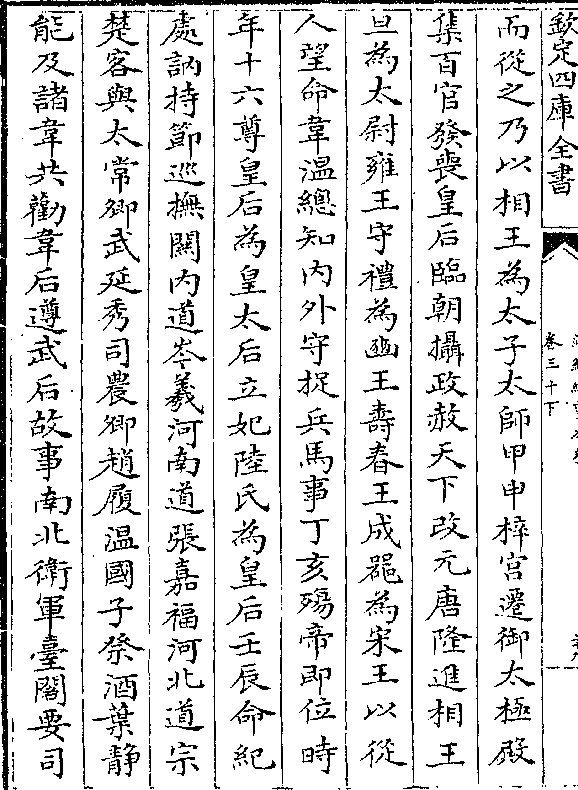 欽定四庫全書
卷三十下
而從之乃以相王為太子太師甲申梓宮遷御太極殿
集百官發喪皇后臨朝攝政赦天下改元唐隆進相王
旦為太尉雍王守禮為豳王壽春王成器為宋王以從
人望命韋溫總知内外守捉兵馬事丁亥殤帝即位時
年十六尊皇后為皇太后立妃陸氏為皇后壬辰命紀
處訥持節巡撫關内道岑羲河南道張嘉福河北道宗
楚客與太常卿武延秀司農卿趙履溫國子祭酒葉静
能及諸韋共勸韋后遵武后故事南北衛軍臺閣要司